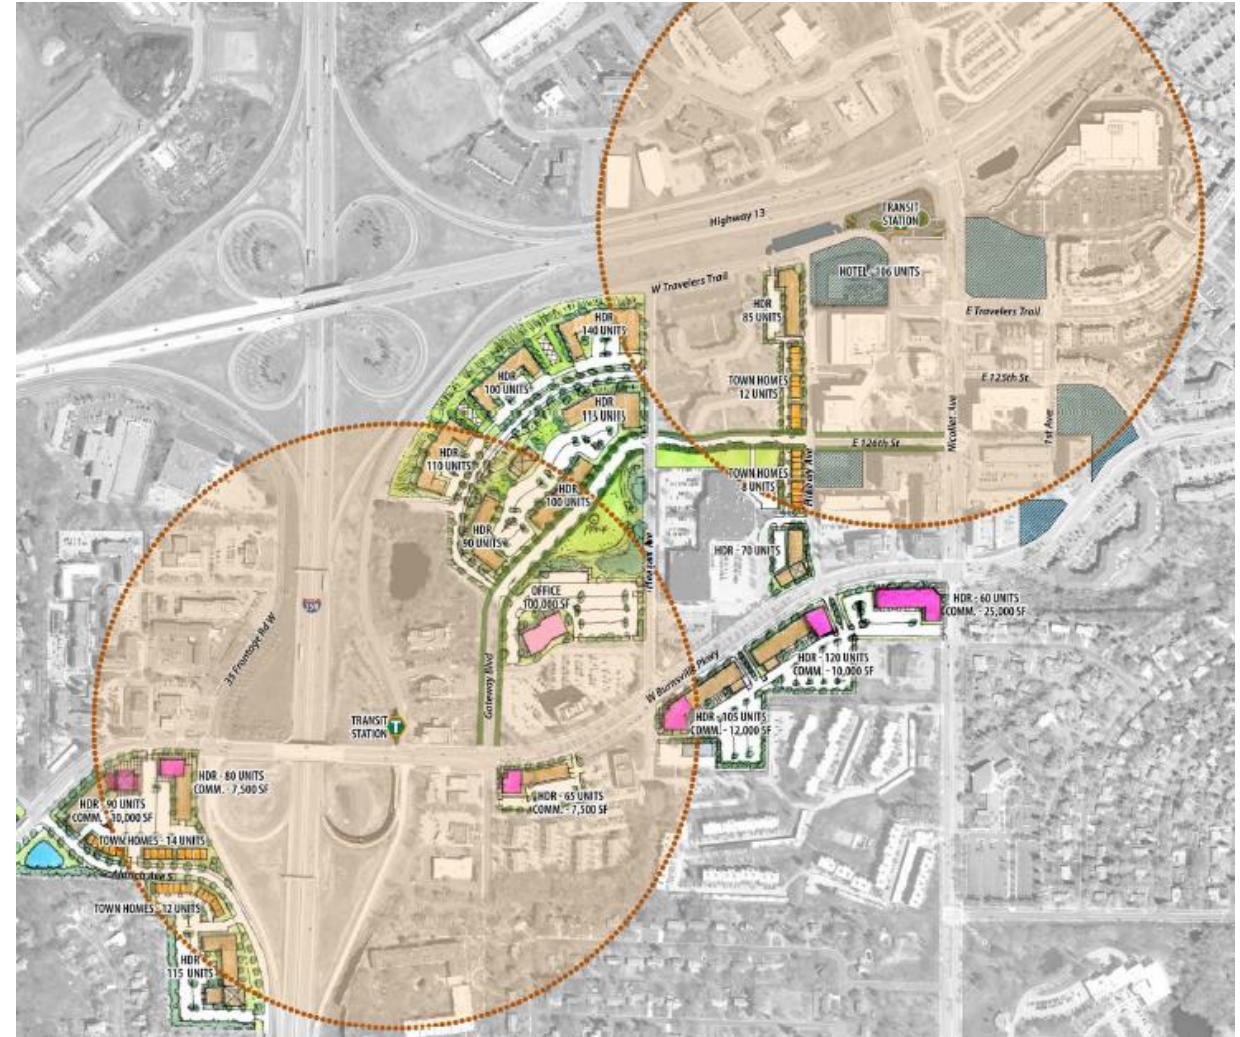 TRANSIT
STATION
Highway 13
HOTEL - 106 UNITS
W Travelers Trail
HDR
85 UNITS
E Travelers Trail
HDR
140 UNITS
HDR
100 UNITS
TOWN HOMES
12 UNITS
E 125th St
HDR
115 UNITS
Nicollet Ave
1st Ave
E 126th St
HDR
110 UNITS
TOWN HOMES
8 UNITS
Midway Ave
HDR
100 UNITS
HDR
90 UNITS
HDR - 70 UNITS
Pleasant Ave
OFFICE
100,000 SF
HDR - 60 UNITS
COMM. - 25,000 SF
35 Frontage Rd W
HDR - 120 UNITS
COMM. - 10,000 SF
W Burnsville Pkwy
Gateway Blvd
TRANSIT
STATION
T
HDR - 105 UNITS
COMM. - 12,000 SF
HDR - 80 UNITS
COMM. - 7,500 SF
HDR - 65 UNITS
COMM. - 7,500 SF
HDR - 90 UNITS
COMM. - 10,000 SF
TOWN HOMES - 14 UNITS
Aldrich Ave S
TOWN HOMES - 12 UNITS
HDR
115 UNITS